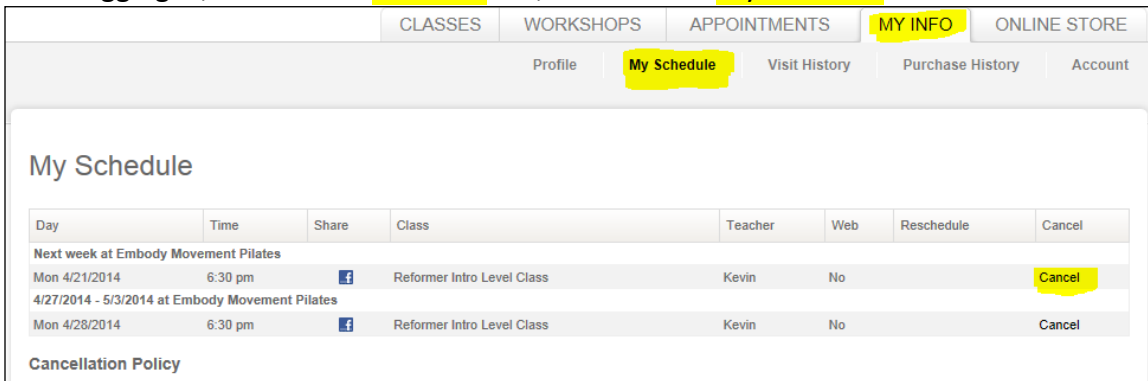 CLASSES WORKSHOPS APPOINTMENTS MY INFO ONLINE STORE
Profile My Schedule Visit History Purchase History Account
My Schedule
Day Time Share Class Teacher Web Reschedule Cancel
Next week at Embody Movement Pilates
Mon 4/21/2014 6:30 pm f Reformer Intro Level Class Kevin No Cancel
4/27/2014 - 5/3/2014 at Embody Movement Pilates
Mon 4/28/2014 6:30 pm f Reformer Intro Level Class Kevin No Cancel
Cancellation Policy